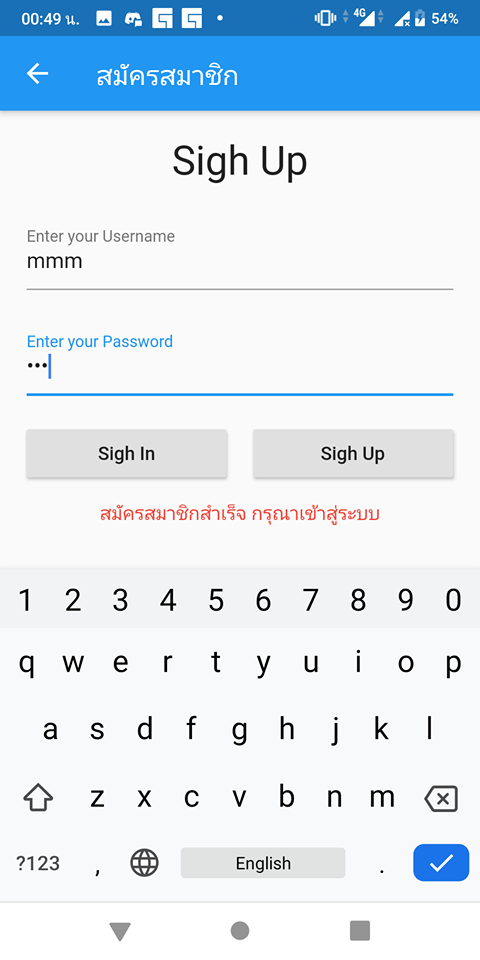 00:49 น. 4G 54%
สมัครสมาชิก
Sigh Up
Enter your Username
mmm
Enter your Password
•••
Sigh In Sigh Up
สมัครสมาชิกสำเร็จ กรุณาเข้าสู่ระบบ
1 2 3 4 5 6 7 8 9 0
q w e r t y u i o p
a s d f g h j k l
z x c v b n m
?123 , English .